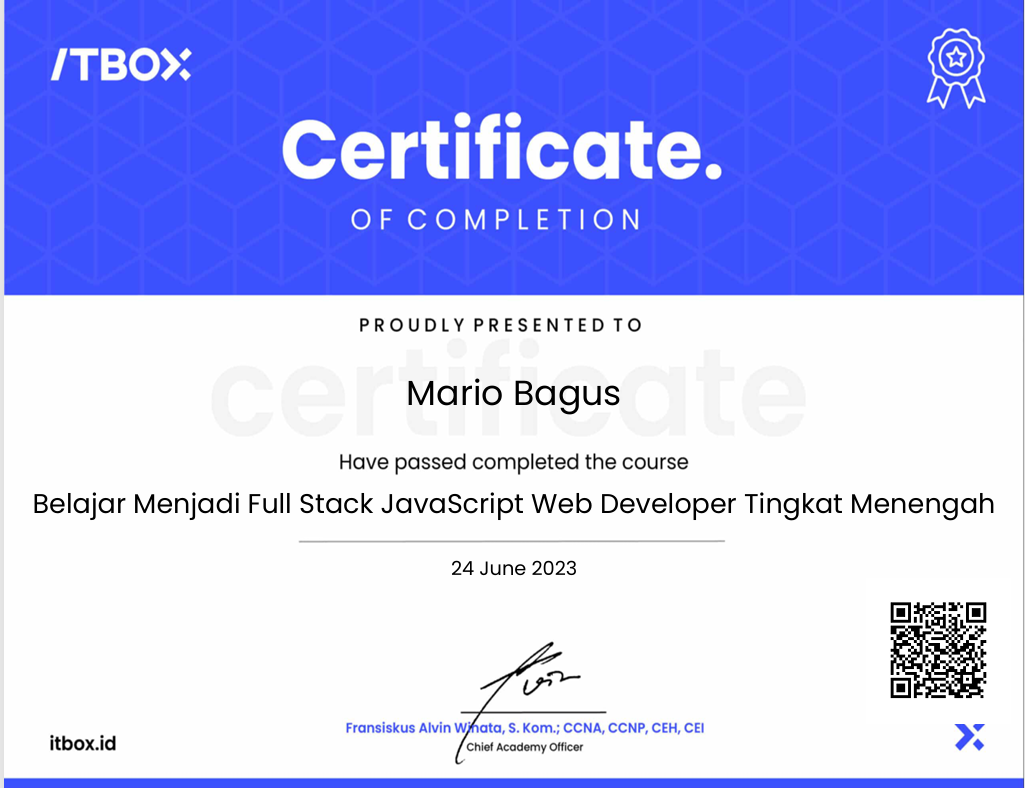 ITBOX
Certificate.
OF COMPLETION
PROUDLY PRESENTED TO
certificate
Mario Bagus
Have passed completed the course
Belajar Menjadi Full Stack JavaScript Web Developer Tingkat Menengah
24 June 2023
Fransiskus Alvin Winata, S. Kom.; CCNA, CCNP, CEH, CEI
Chief Academy Officer
itbox.id